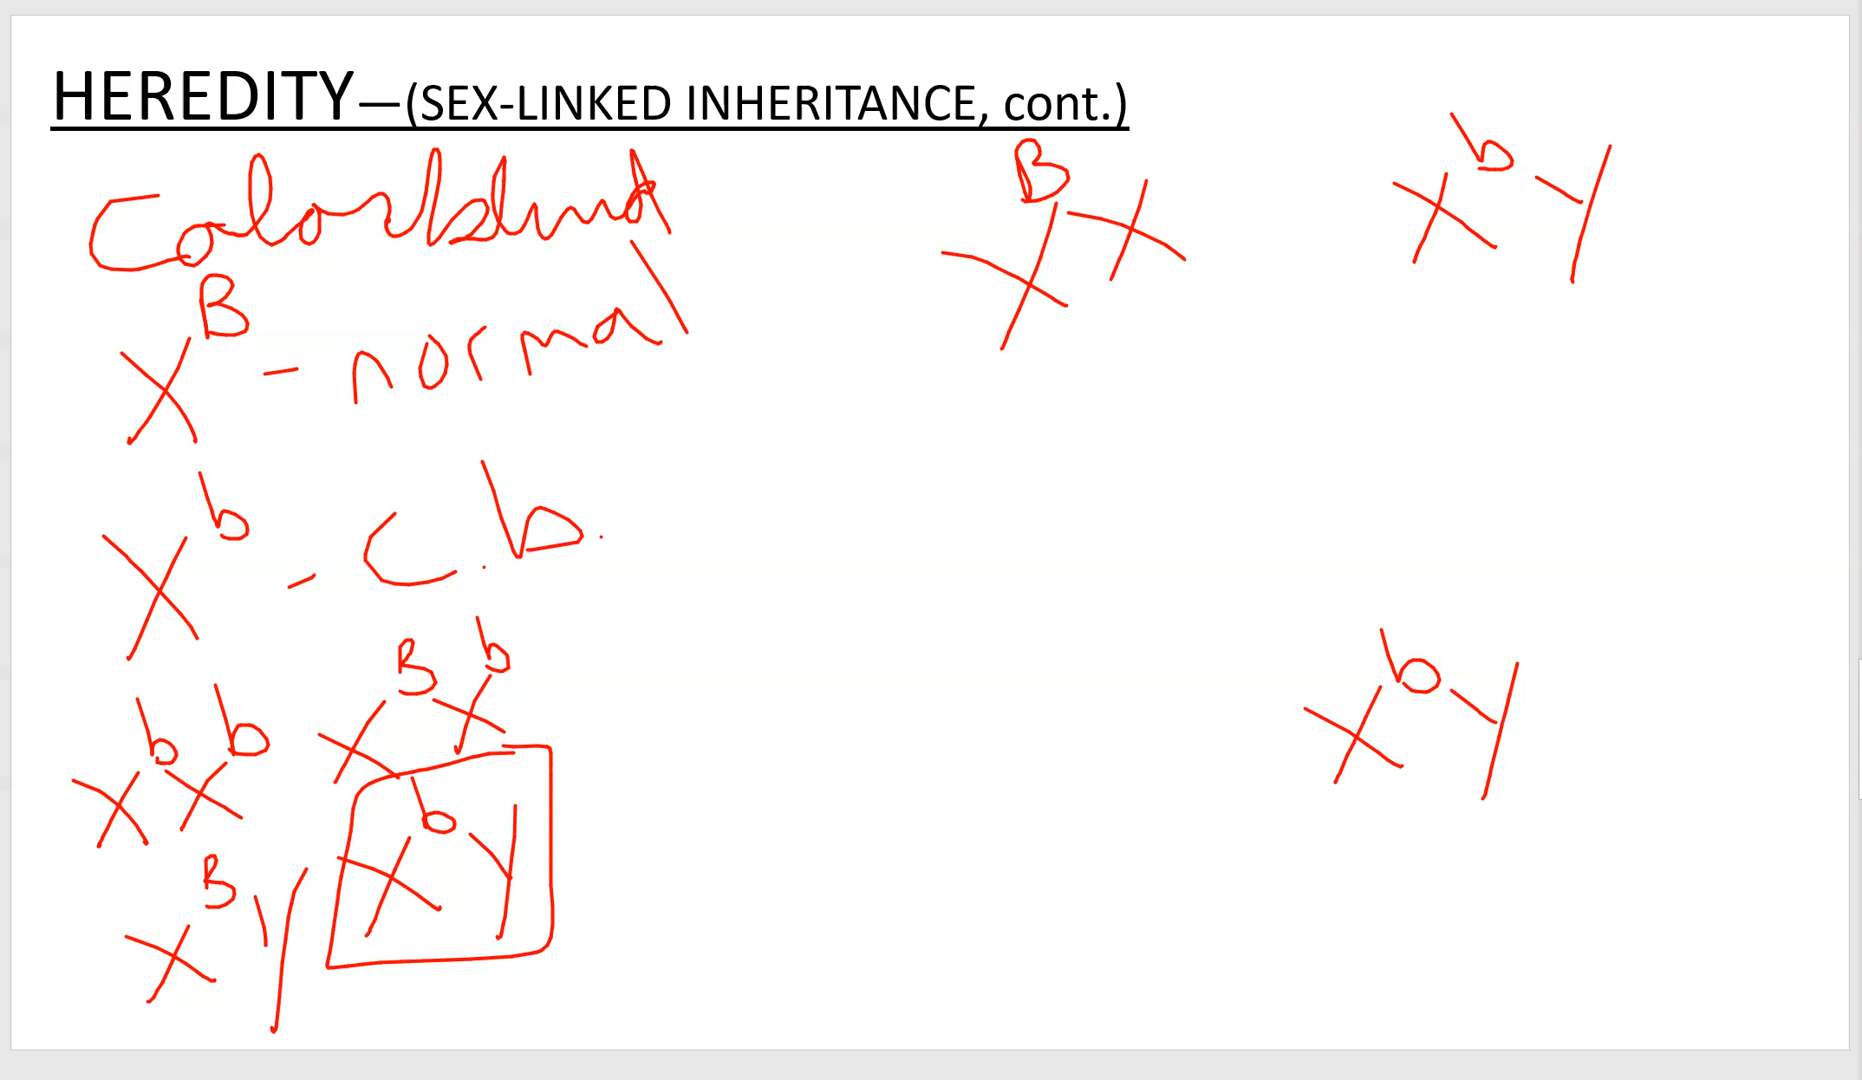 HEREDITY—(SEX-LINKED INHERITANCE, cont.)
Colorblind
X^B - normal
X^b - c.b.
X^b X^b
X^B X^b
X^B Y
X^b Y
X^B X
X^b Y
X^b Y